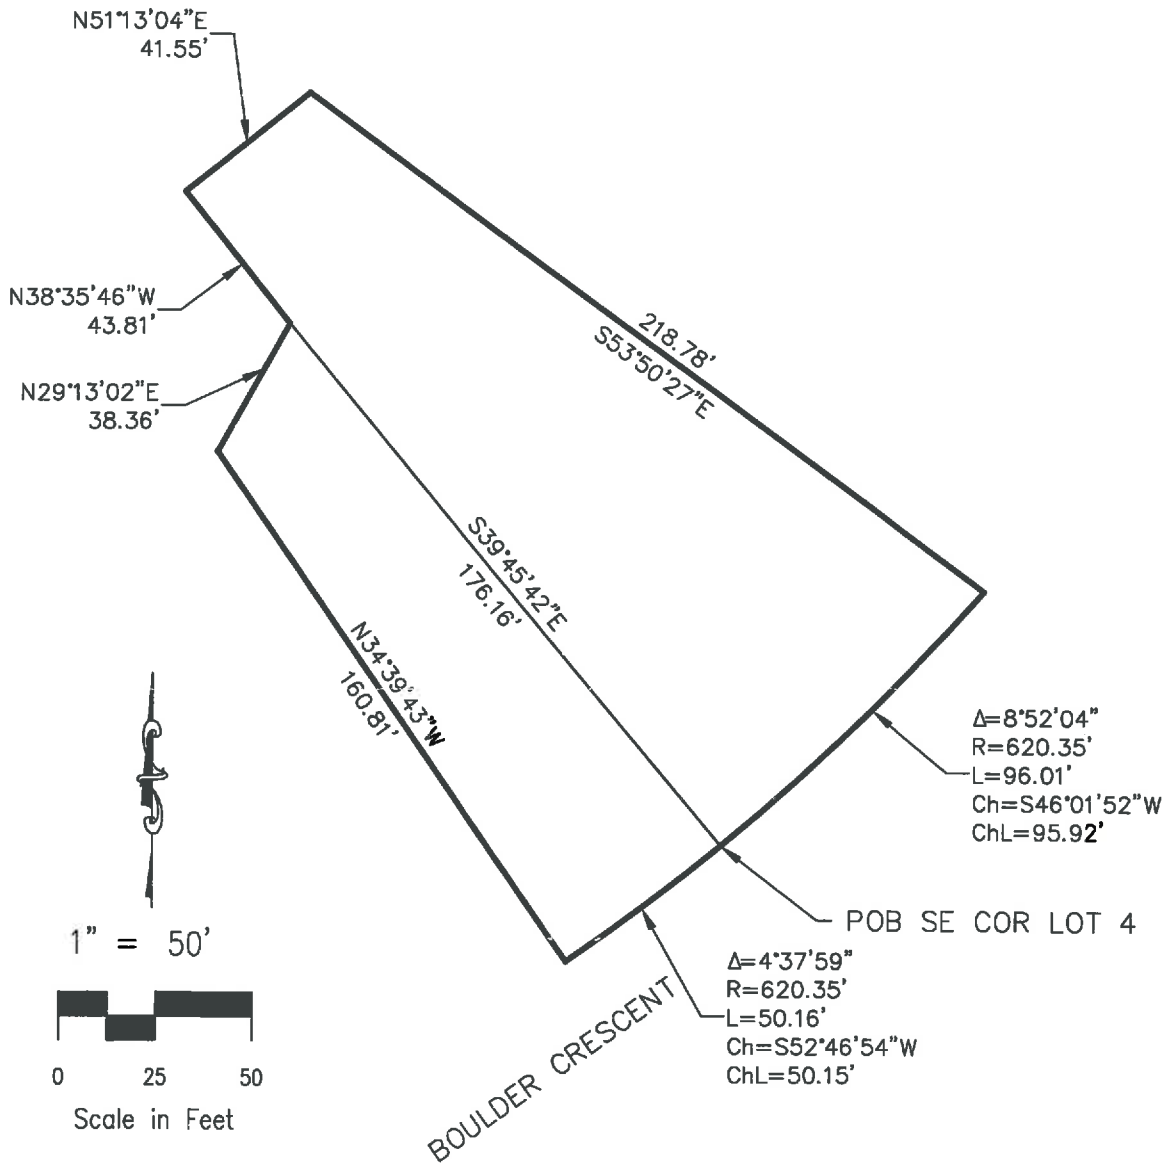 N51°13'04"E
41.55'
N38°35'46"W
43.81'
N29°13'02"E
38.36'
218.78'
S53°50'27"E
S39°45'42"E
176.16'
N34°39'43"W
160.81'
Δ=8°52'04"
R=620.35'
L=96.01'
Ch=S46°01'52"W
ChL=95.92'
POB SE COR LOT 4
Δ=4°37'59"
R=620.35'
L=50.16'
Ch=S52°46'54"W
ChL=50.15'
BOULDER CRESCENT
1" = 50'
0 25 50
Scale in Feet